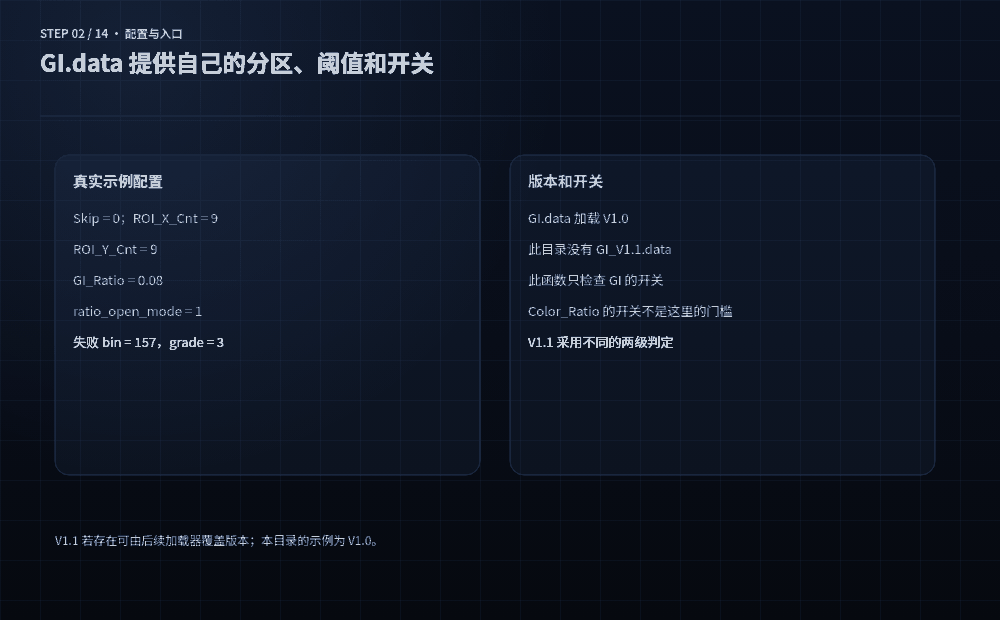 STEP 02 / 14 • 配置与入口
GI.data 提供自己的分区、阈值和开关
真实示例配置
Skip = 0；ROI_X_Cnt = 9
ROI_Y_Cnt = 9
GI_Ratio = 0.08
ratio_open_mode = 1
失败 bin = 157，grade = 3
版本和开关
GI.data 加载 V1.0
此目录没有 GI_V1.1.data
此函数只检查 GI 的开关
Color_Ratio 的开关不是这里的门槛
V1.1 采用不同的两级判定
V1.1 若存在可由后续加载器覆盖版本；本目录的示例为 V1.0。